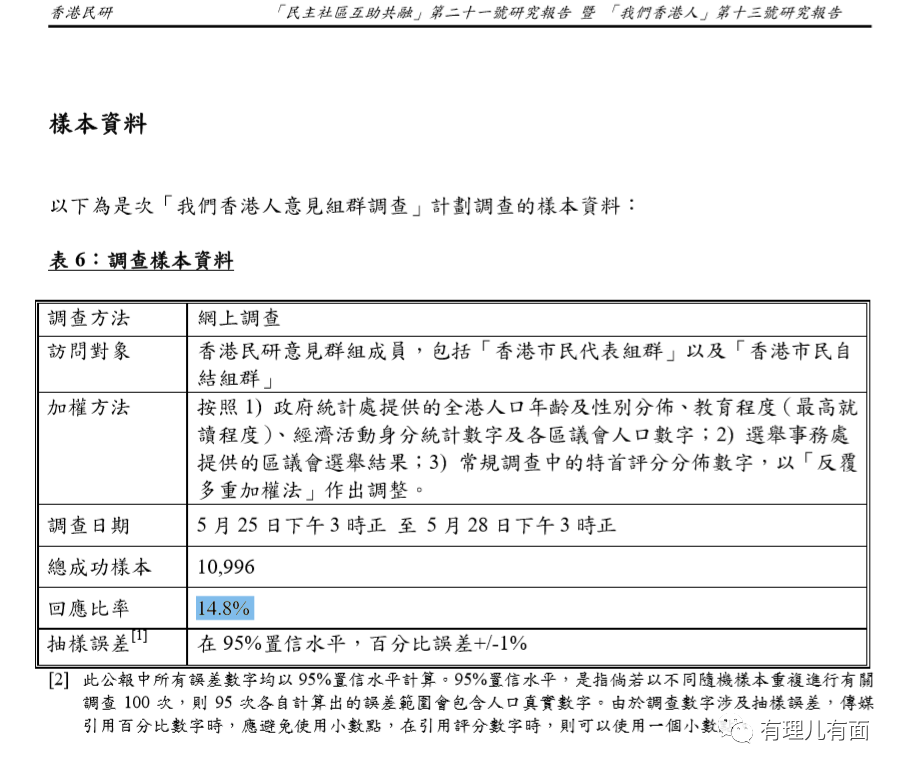 香港民研 「民主社區互助共融」第二十一號研究報告 暨 「我們香港人」第十三號研究報告
樣本資料
以下為是次「我們香港人意見組群調查」計劃調查的樣本資料：
表 6：調查樣本資料
調查方法 網上調查
訪問對象 香港民研意見群組成員，包括「香港市民代表組群」以及「香港市民自
結組群」
加權方法 按照 1) 政府統計處提供的全港人口年齡及性別分佈、教育程度（最高就
讀程度）、經濟活動身分統計數字及各區議會人口數字；2) 選舉事務處
提供的區議會選舉結果；3) 常規調查中的特首評分分佈數字，以「反覆
多重加權法」作出調整。
調查日期 5 月 25 日下午 3 時正 至 5 月 28 日下午 3 時正
總成功樣本 10,996
回應比率 14.8%
抽樣誤差[1] 在 95%置信水平，百分比誤差+/-1%
[2] 此公報中所有誤差數字均以 95%置信水平計算。95%置信水平，是指倘若以不同隨機樣本重複進行有關
調查 100 次，則 95 次各自計算出的誤差範圍會包含人口真實數字。由於調查數字涉及抽樣誤差，傳媒
引用百分比數字時，應避免使用小數點，在引用評分數字時，則可以使用一個小數
有理儿有面